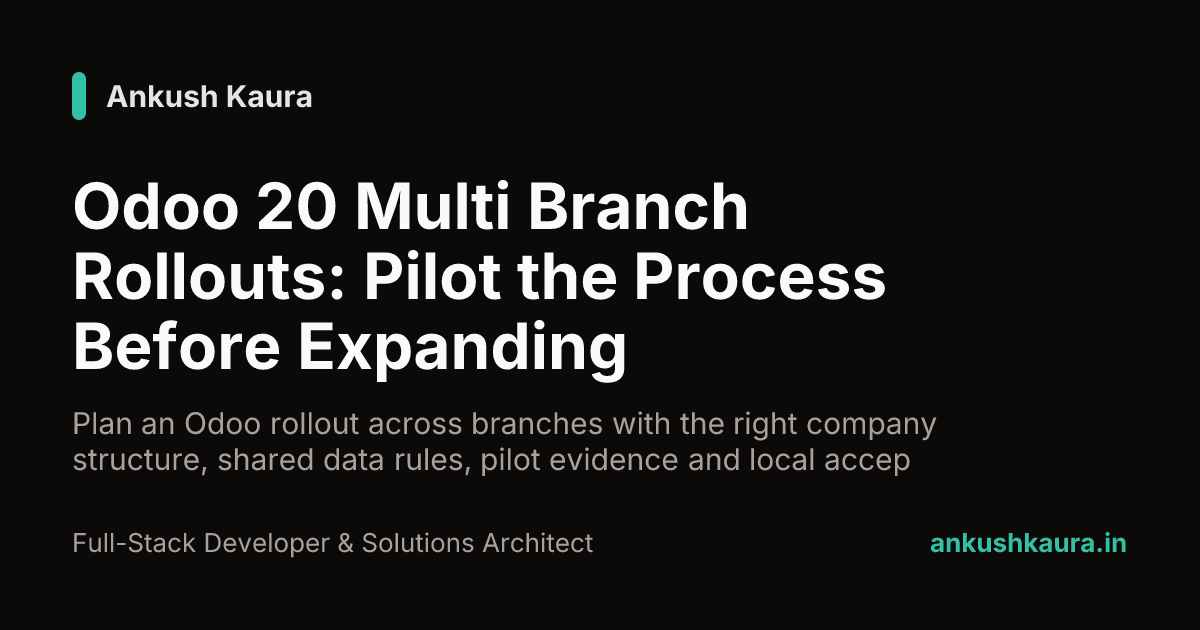 Ankush Kaura
Odoo 20 Multi Branch
Rollouts: Pilot the Process
Before Expanding
Plan an Odoo rollout across branches with the right company
structure, shared data rules, pilot evidence and local accep
Full-Stack Developer & Solutions Architect
ankushkaura.in